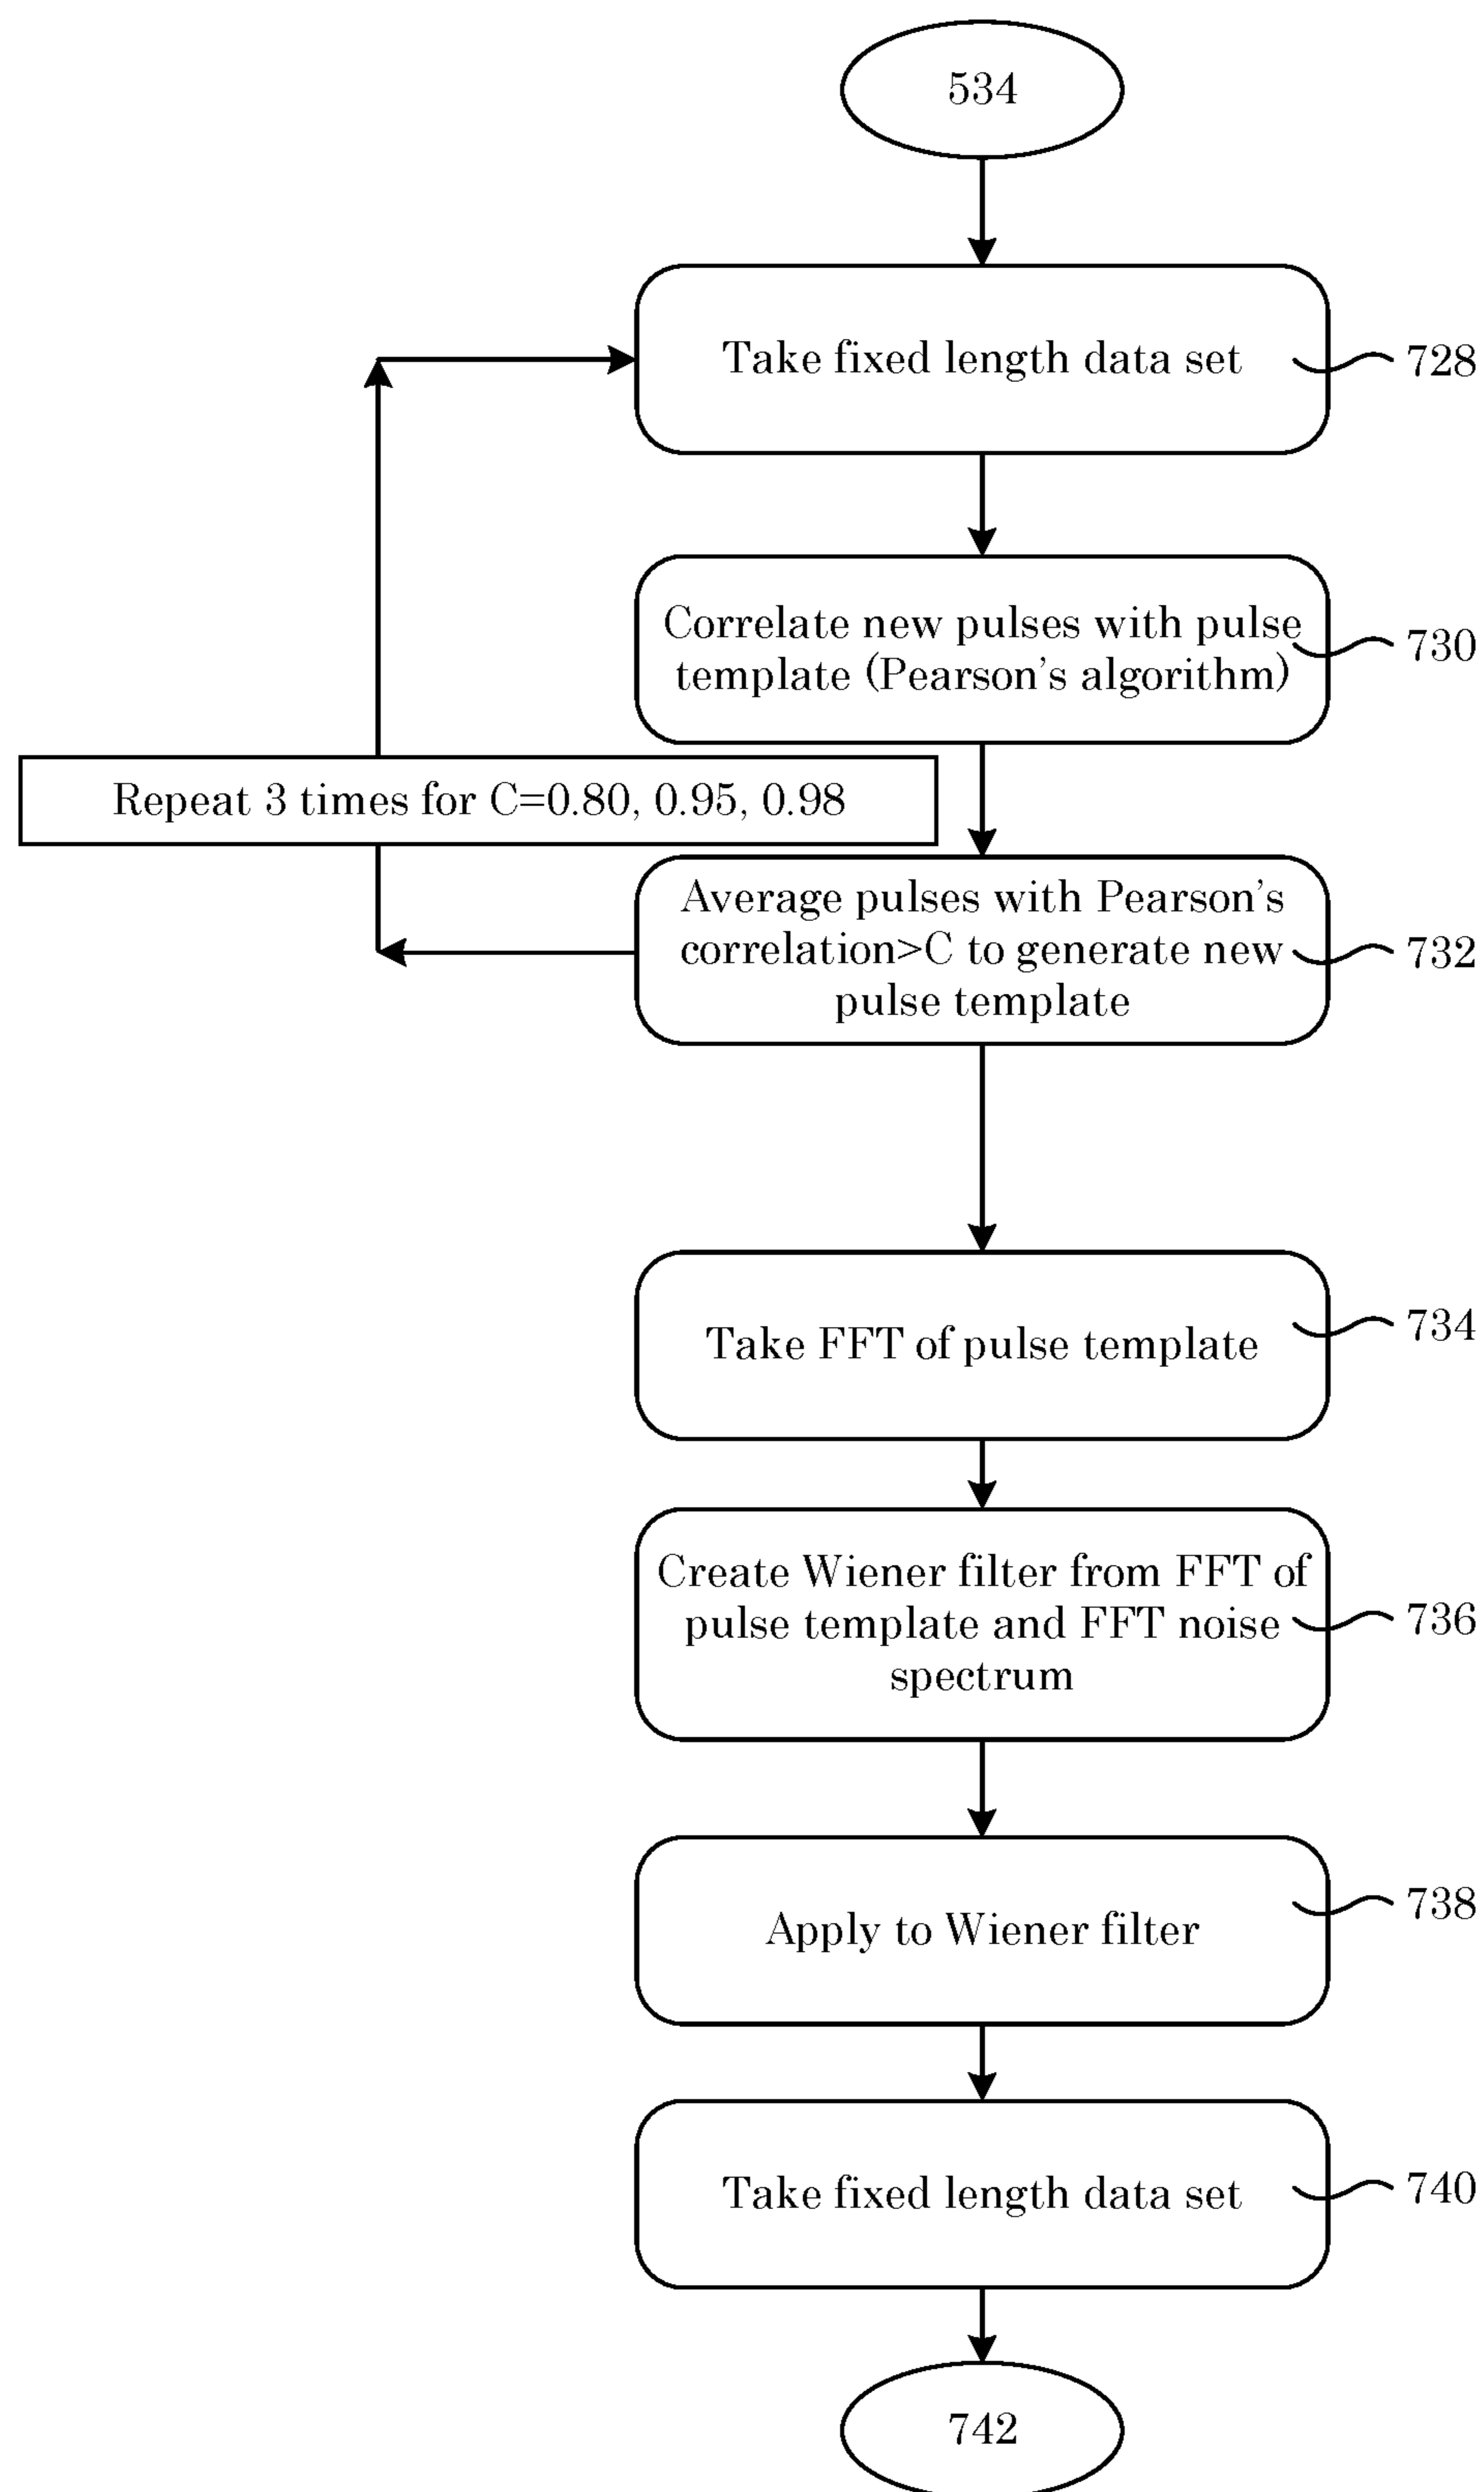 534
Take fixed length data set
728
Correlate new pulses with pulse
template (Pearson's algorithm)
730
Repeat 3 times for C=0.80, 0.95, 0.98
Average pulses with Pearson's
correlation>C to generate new
pulse template
732
Take FFT of pulse template
734
Create Wiener filter from FFT of
pulse template and FFT noise
spectrum
736
Apply to Wiener filter
738
Take fixed length data set
740
742